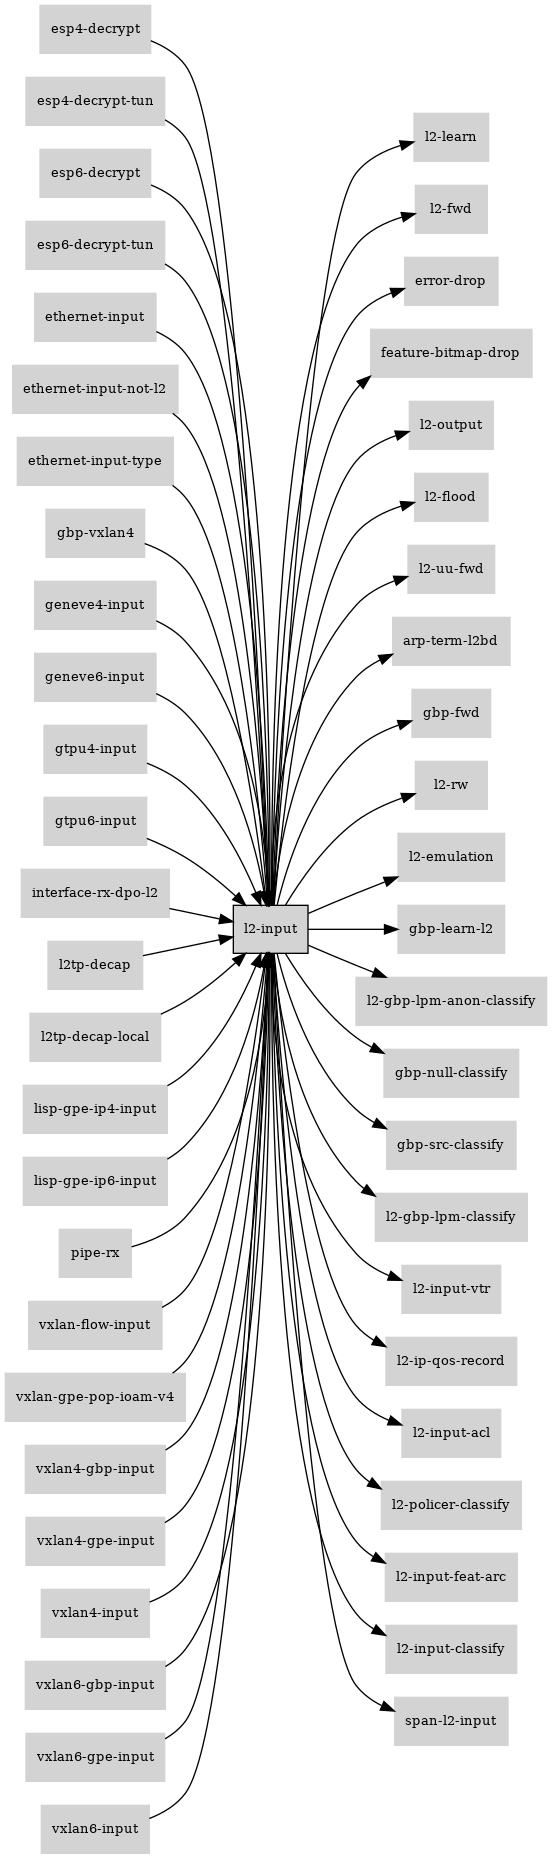 esp4-decrypt
esp4-decrypt-tun
esp6-decrypt
esp6-decrypt-tun
ethernet-input
ethernet-input-not-l2
ethernet-input-type
gbp-vxlan4
geneve4-input
geneve6-input
gtpu4-input
gtpu6-input
interface-rx-dpo-l2
l2tp-decap
l2tp-decap-local
lisp-gpe-ip4-input
lisp-gpe-ip6-input
pipe-rx
vxlan-flow-input
vxlan-gpe-pop-ioam-v4
vxlan4-gbp-input
vxlan4-gpe-input
vxlan4-input
vxlan6-gbp-input
vxlan6-gpe-input
vxlan6-input
l2-input
l2-learn
l2-fwd
error-drop
feature-bitmap-drop
l2-output
l2-flood
l2-uu-fwd
arp-term-l2bd
gbp-fwd
l2-rw
l2-emulation
gbp-learn-l2
l2-gbp-lpm-anon-classify
gbp-null-classify
gbp-src-classify
l2-gbp-lpm-classify
l2-input-vtr
l2-ip-qos-record
l2-input-acl
l2-policer-classify
l2-input-feat-arc
l2-input-classify
span-l2-input